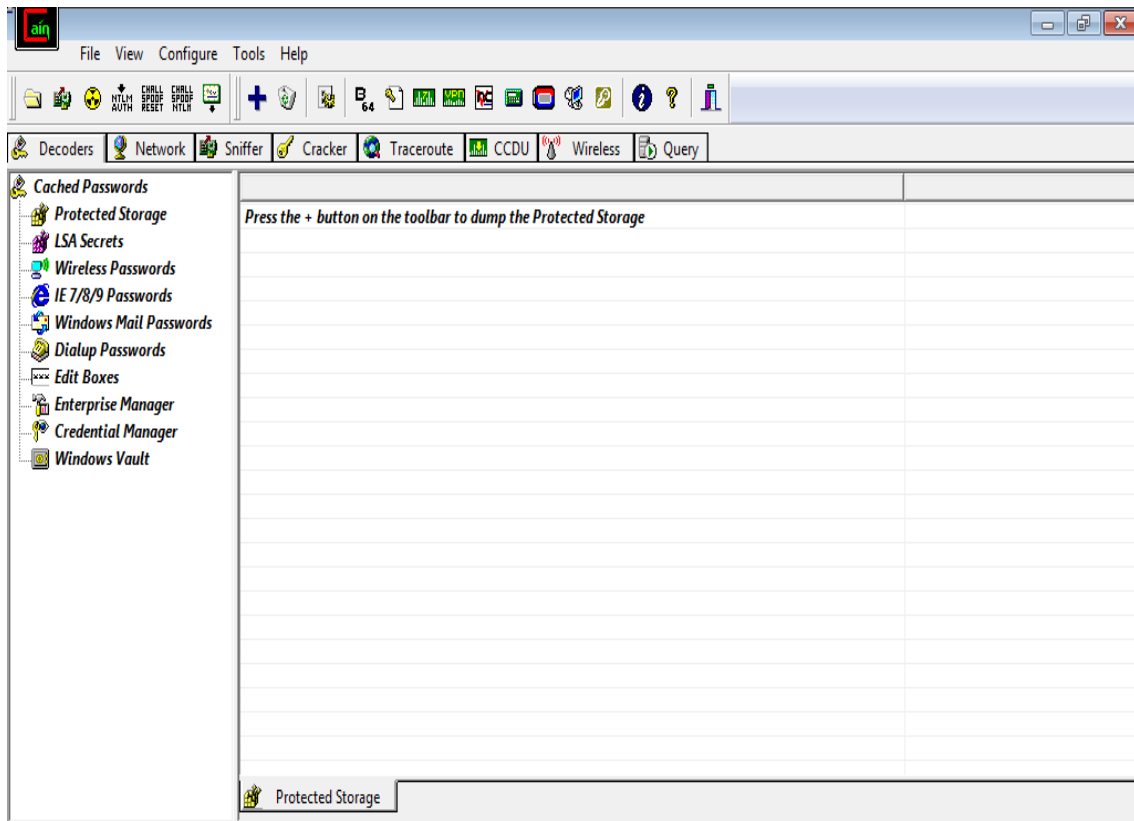 ain
File View Configure Tools Help
NTLM AUTH CHALL SPOOF RESET CHALL SPOOF NTLM B 64
Decoders Network Sniffer Cracker Traceroute CCDU Wireless Query
Cached Passwords
Protected Storage
Press the + button on the toolbar to dump the Protected Storage
LSA Secrets
Wireless Passwords
IE 7/8/9 Passwords
Windows Mail Passwords
Dialup Passwords
Edit Boxes
Enterprise Manager
Credential Manager
Windows Vault
Protected Storage